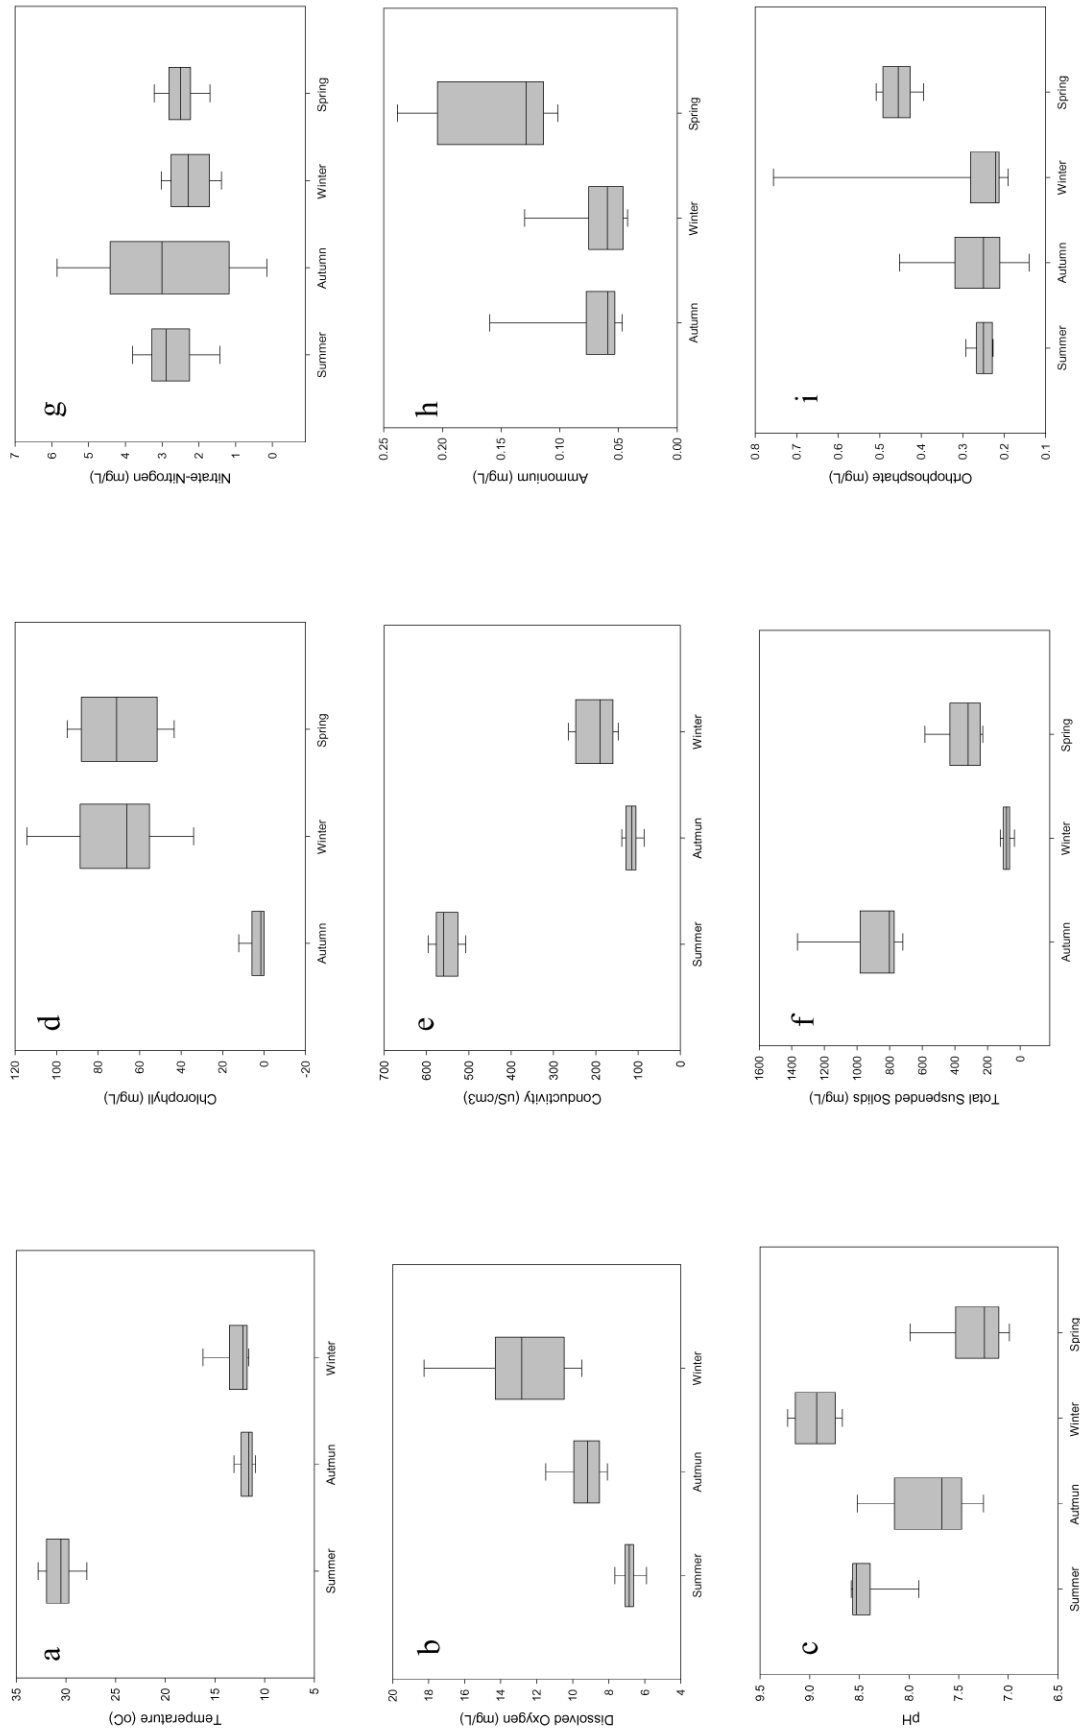 g
Nitrate-Nitrogen (mg/L)
7
6
5
4
3
2
1
0
Summer
Autumn
Winter
Spring
h
Ammonium (mg/L)
0.25
0.20
0.15
0.10
0.05
0.00
Autumn
Winter
Spring
i
Orthophosphate (mg/L)
0.8
0.7
0.6
0.5
0.4
0.3
0.2
0.1
Summer
Autumn
Winter
Spring
d
Chlorophyll (mg/L)
120
100
80
60
40
20
0
-20
Autumn
Winter
Spring
e
Conductivity (uS/cm3)
700
600
500
400
300
200
100
0
Summer
Autmun
Winter
f
Total Suspended Solids (mg/L)
1600
1400
1200
1000
800
600
400
200
0
Autumn
Winter
Spring
a
Temperature (oC)
35
30
25
20
15
10
5
Summer
Autmun
Winter
b
Dissolved Oxygen (mg/L)
20
18
16
14
12
10
8
6
4
Summer
Autmun
Winter
c
pH
9.5
9.0
8.5
8.0
7.5
7.0
6.5
Summer
Autmun
Winter
Spring